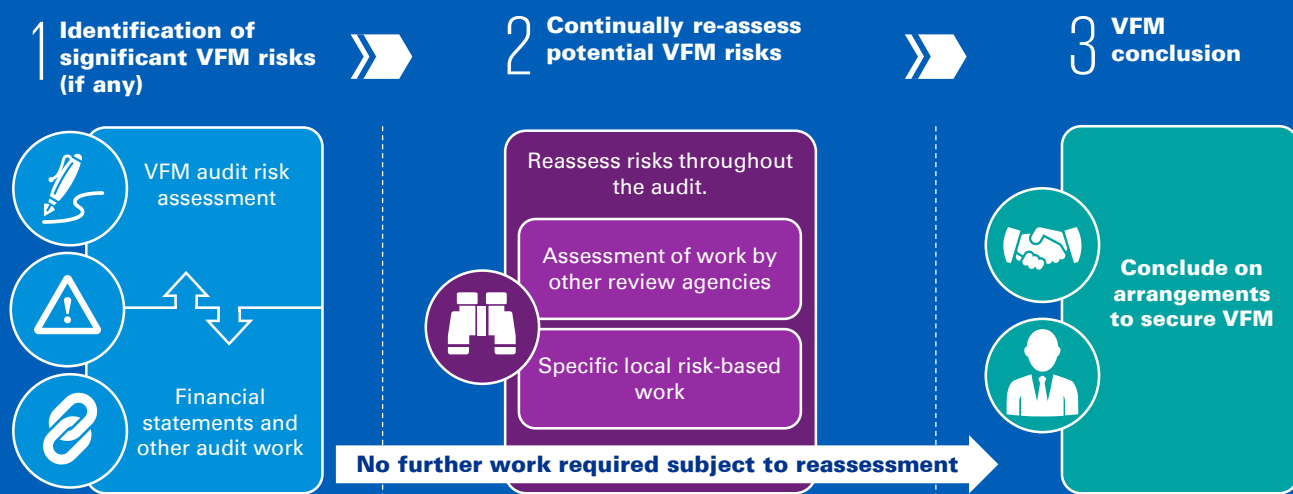 1
Identification of
significant VFM risks
(if any)
2
Continually re-assess
potential VFM risks
3
VFM
conclusion
VFM audit risk
assessment
Financial
statements and
other audit work
Reassess risks throughout
the audit.
Assessment of work by
other review agencies
Specific local risk-based
work
Conclude on
arrangements
to secure VFM
No further work required subject to reassessment